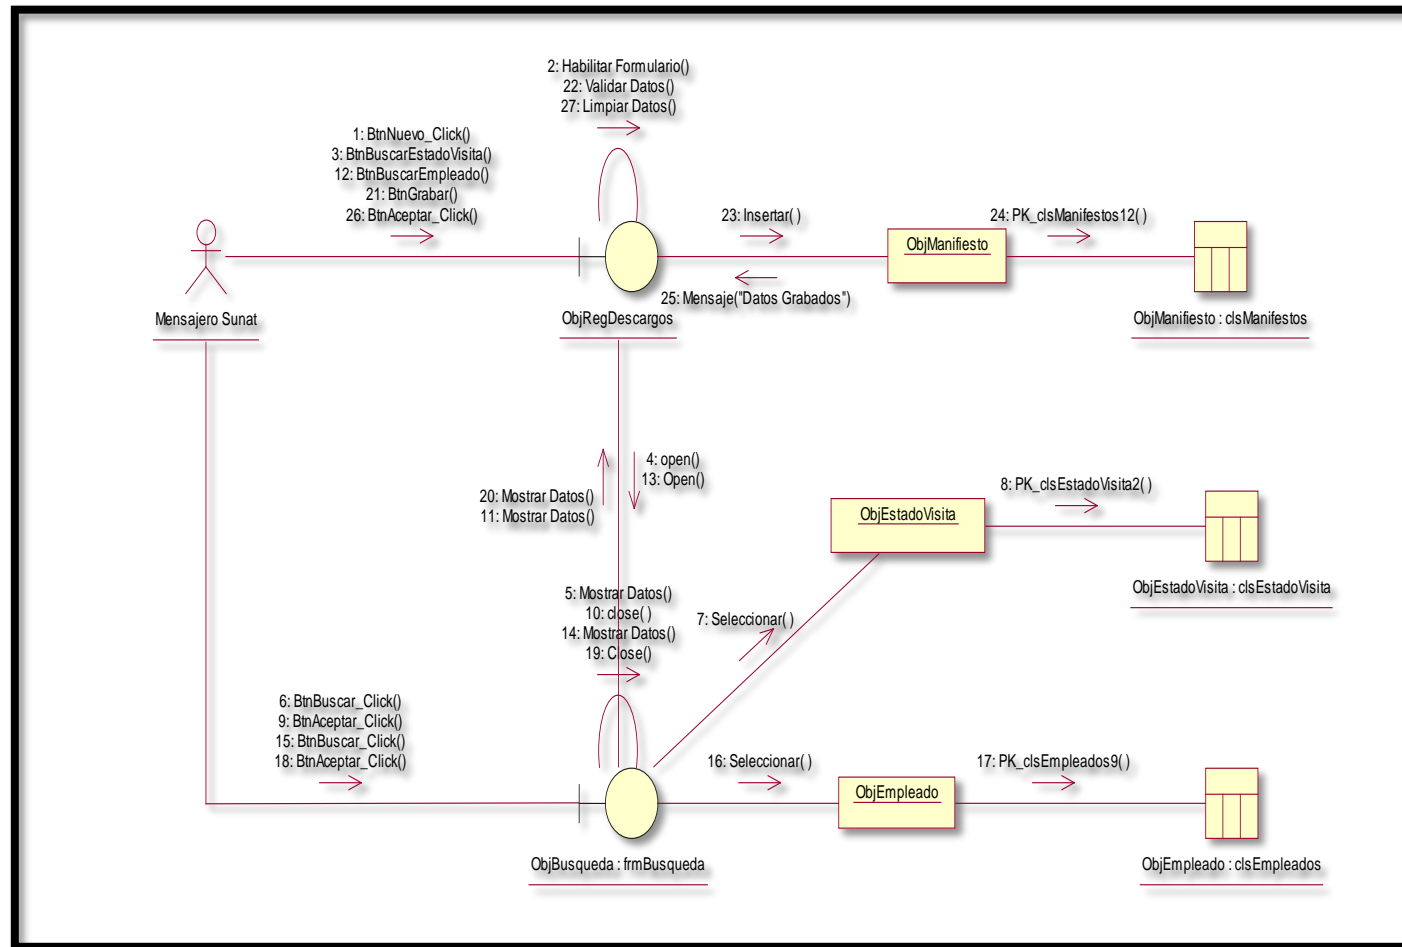 2: Habilitar Formulario()
22: Validar Datos()
27: Limpiar Datos()
1: BtnNuevo_Click()
3: BtnBuscarEstadoVisita()
12: BtnBuscarEmpleado()
21: BtnGrabar()
26: BtnAceptar_Click()
23: Insertar( )
24: PK_clsManifestos12( )
ObjManifiesto
25: Mensaje("Datos Grabados")
Mensajero Sunat
ObjRegDescargos
ObjManifiesto : clsManifestos
4: open()
13: Open()
20: Mostrar Datos()
11: Mostrar Datos()
8: PK_clsEstadoVisita2( )
ObjEstadoVisita
ObjEstadoVisita : clsEstadoVisita
5: Mostrar Datos()
10: close( )
14: Mostrar Datos()
19: Close()
7: Seleccionar( )
6: BtnBuscar_Click()
9: BtnAceptar_Click()
15: BtnBuscar_Click()
18: BtnAceptar_Click()
16: Seleccionar( )
17: PK_clsEmpleados9( )
ObjEmpleado
ObjBusqueda : frmBusqueda
ObjEmpleado : clsEmpleados